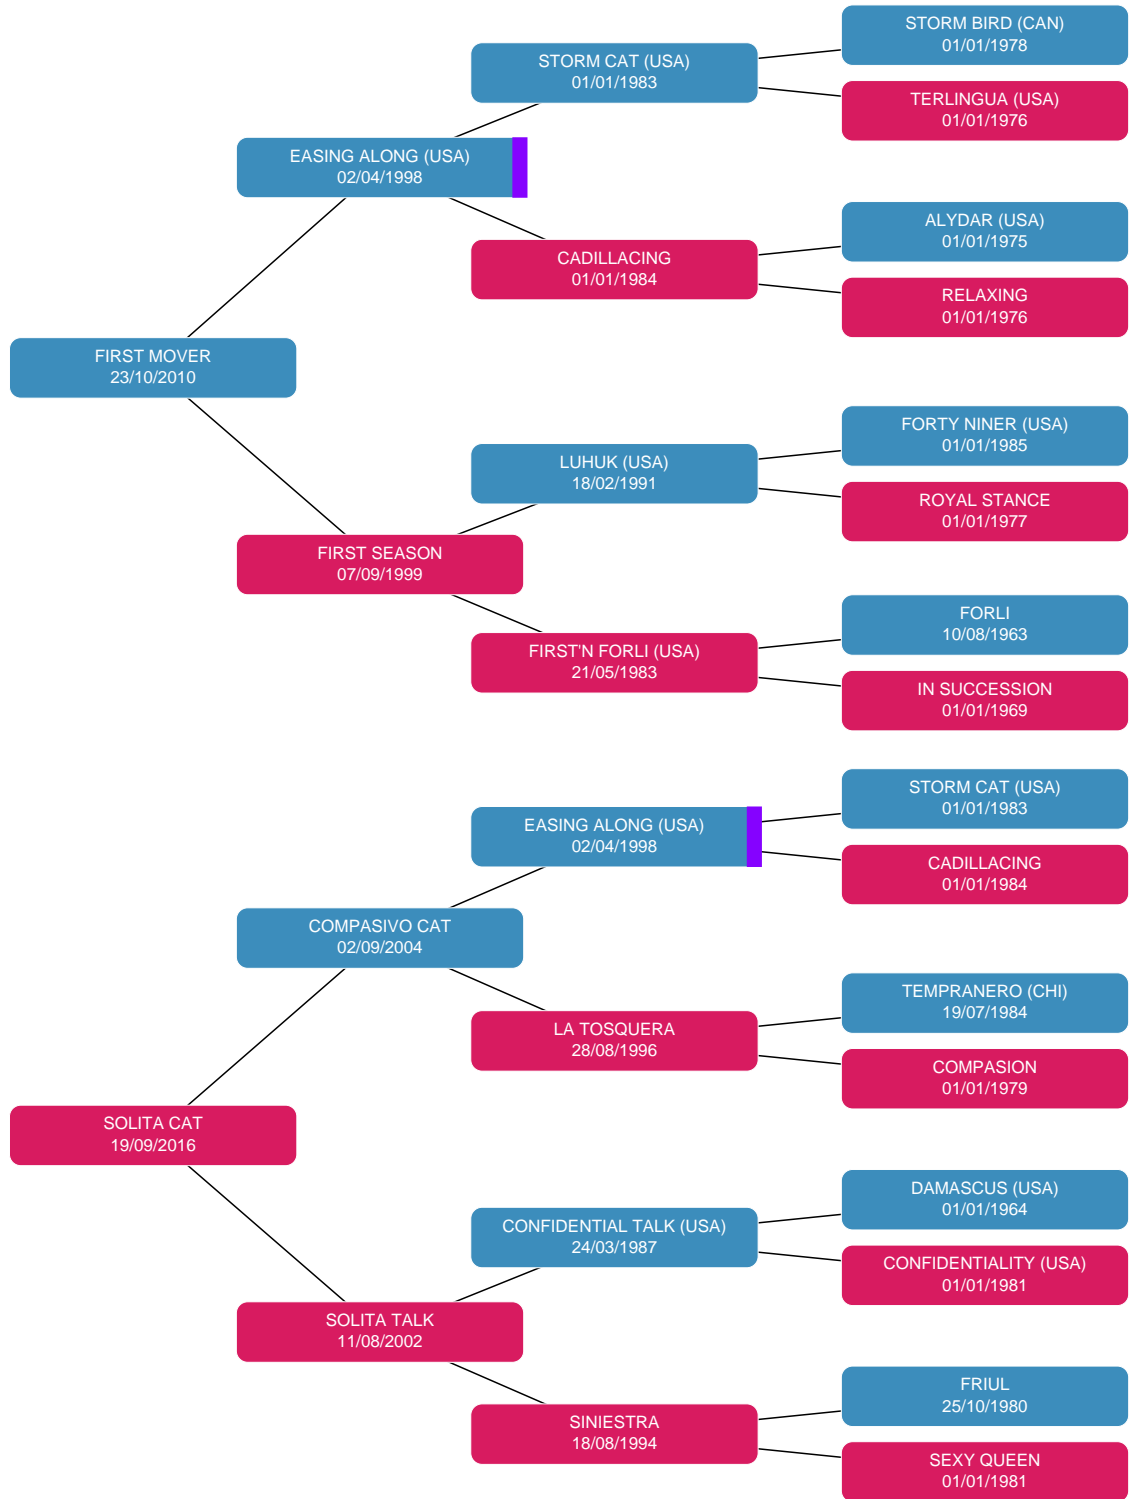 STORM BIRD (CAN)
01/01/1978
STORM CAT (USA)
01/01/1983
TERLINGUA (USA)
01/01/1976
EASING ALONG (USA)
02/04/1998
ALYDAR (USA)
01/01/1975
CADILLACING
01/01/1984
RELAXING
01/01/1976
FIRST MOVER
23/10/2010
FORTY NINER (USA)
01/01/1985
LUHUK (USA)
18/02/1991
ROYAL STANCE
01/01/1977
FIRST SEASON
07/09/1999
FORLI
10/08/1963
FIRST'N FORLI (USA)
21/05/1983
IN SUCCESSION
01/01/1969
STORM CAT (USA)
01/01/1983
EASING ALONG (USA)
02/04/1998
CADILLACING
01/01/1984
COMPASIVO CAT
02/09/2004
TEMPRANERO (CHI)
19/07/1984
LA TOSQUERA
28/08/1996
COMPASION
01/01/1979
SOLITA CAT
19/09/2016
DAMASCUS (USA)
01/01/1964
CONFIDENTIAL TALK (USA)
24/03/1987
CONFIDENTIALITY (USA)
01/01/1981
SOLITA TALK
11/08/2002
FRIUL
25/10/1980
SINIESTRA
18/08/1994
SEXY QUEEN
01/01/1981